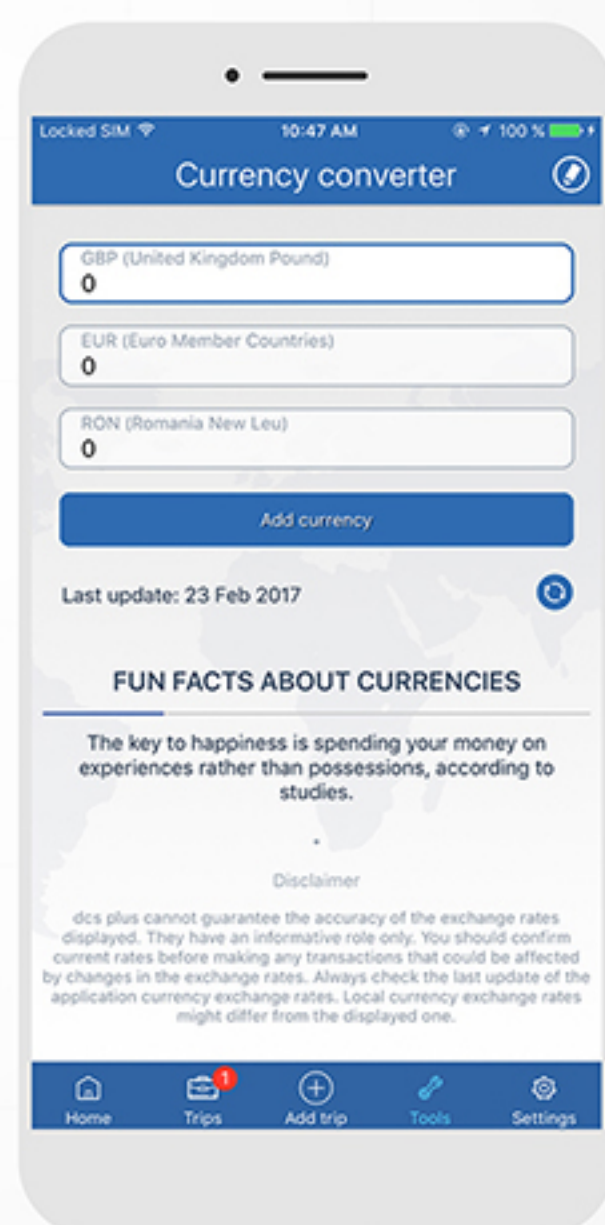 Locked SIM 10:47 AM 100 %
Currency converter
GBP (United Kingdom Pound)
0
EUR (Euro Member Countries)
0
RON (Romania New Leu)
0
Add currency
Last update: 23 Feb 2017
FUN FACTS ABOUT CURRENCIES
The key to happiness is spending your money on
experiences rather than possessions, according to
studies.
Disclaimer
dcs plus cannot guarantee the accuracy of the exchange rates
displayed. They have an informative role only. You should confirm
current rates before making any transactions that could be affected
by changes in the exchange rates. Always check the last update of the
application currency exchange rates. Local currency exchange rates
might differ from the displayed one.
1
Home Trips Add trip Tools Settings